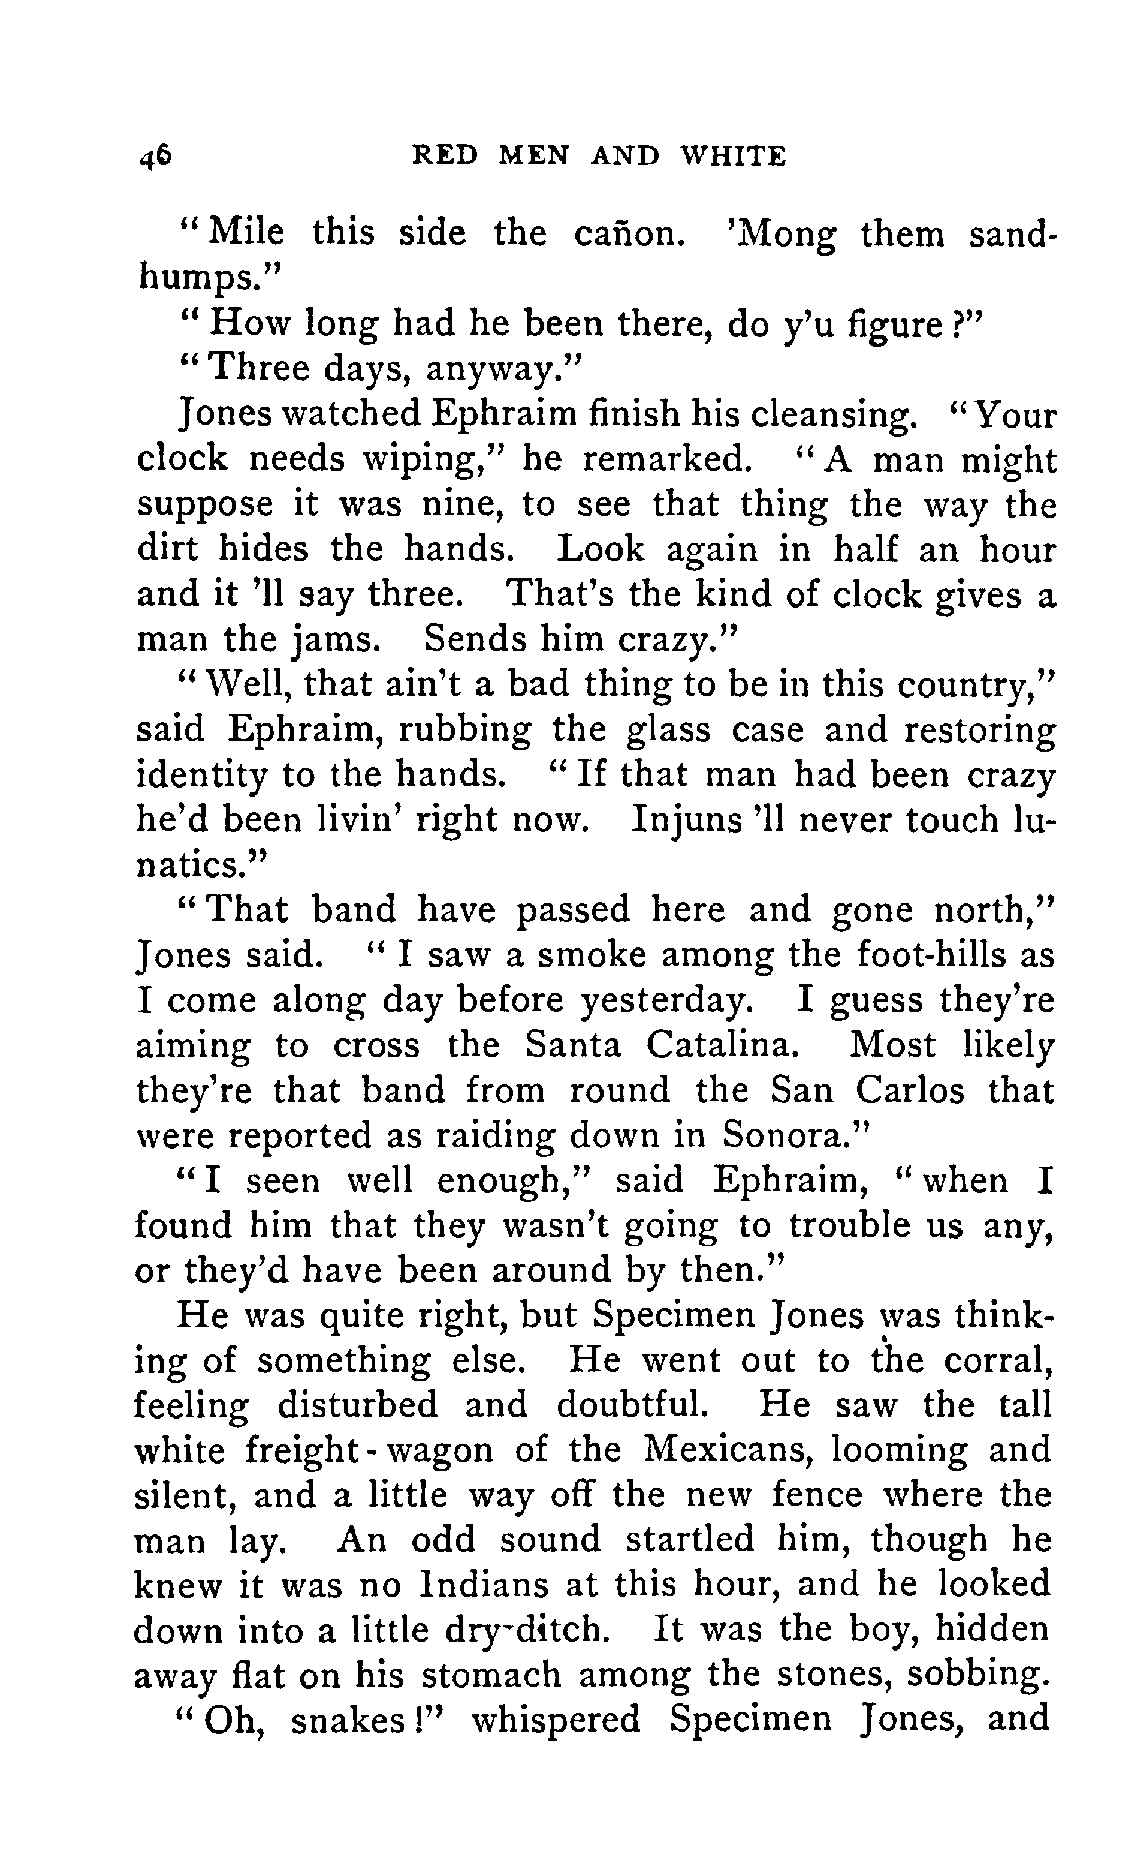 46 RED MEN AND WHITE
"Mile this side the cañon. 'Mong them sand-
humps."
"How long had he been there, do y'u figure?"
"Three days, anyway."
Jones watched Ephraim finish his cleansing. "Your
clock needs wiping," he remarked. "A man might
suppose it was nine, to see that thing the way the
dirt hides the hands. Look again in half an hour
and it 'll say three. That's the kind of clock gives a
man the jams. Sends him crazy."
"Well, that ain't a bad thing to be in this country,"
said Ephraim, rubbing the glass case and restoring
identity to the hands. "If that man had been crazy
he'd been livin' right now. Injuns 'll never touch lu-
natics."
"That band have passed here and gone north,"
Jones said. "I saw a smoke among the foot-hills as
I come along day before yesterday. I guess they're
aiming to cross the Santa Catalina. Most likely
they're that band from round the San Carlos that
were reported as raiding down in Sonora."
"I seen well enough," said Ephraim, "when I
found him that they wasn't going to trouble us any,
or they'd have been around by then."
He was quite right, but Specimen Jones was think-
ing of something else. He went out to the corral,
feeling disturbed and doubtful. He saw the tall
white freight-wagon of the Mexicans, looming and
silent, and a little way off the new fence where the
man lay. An odd sound startled him, though he
knew it was no Indians at this hour, and he looked
down into a little dry-ditch. It was the boy, hidden
away flat on his stomach among the stones, sobbing.
"Oh, snakes!" whispered Specimen Jones, and